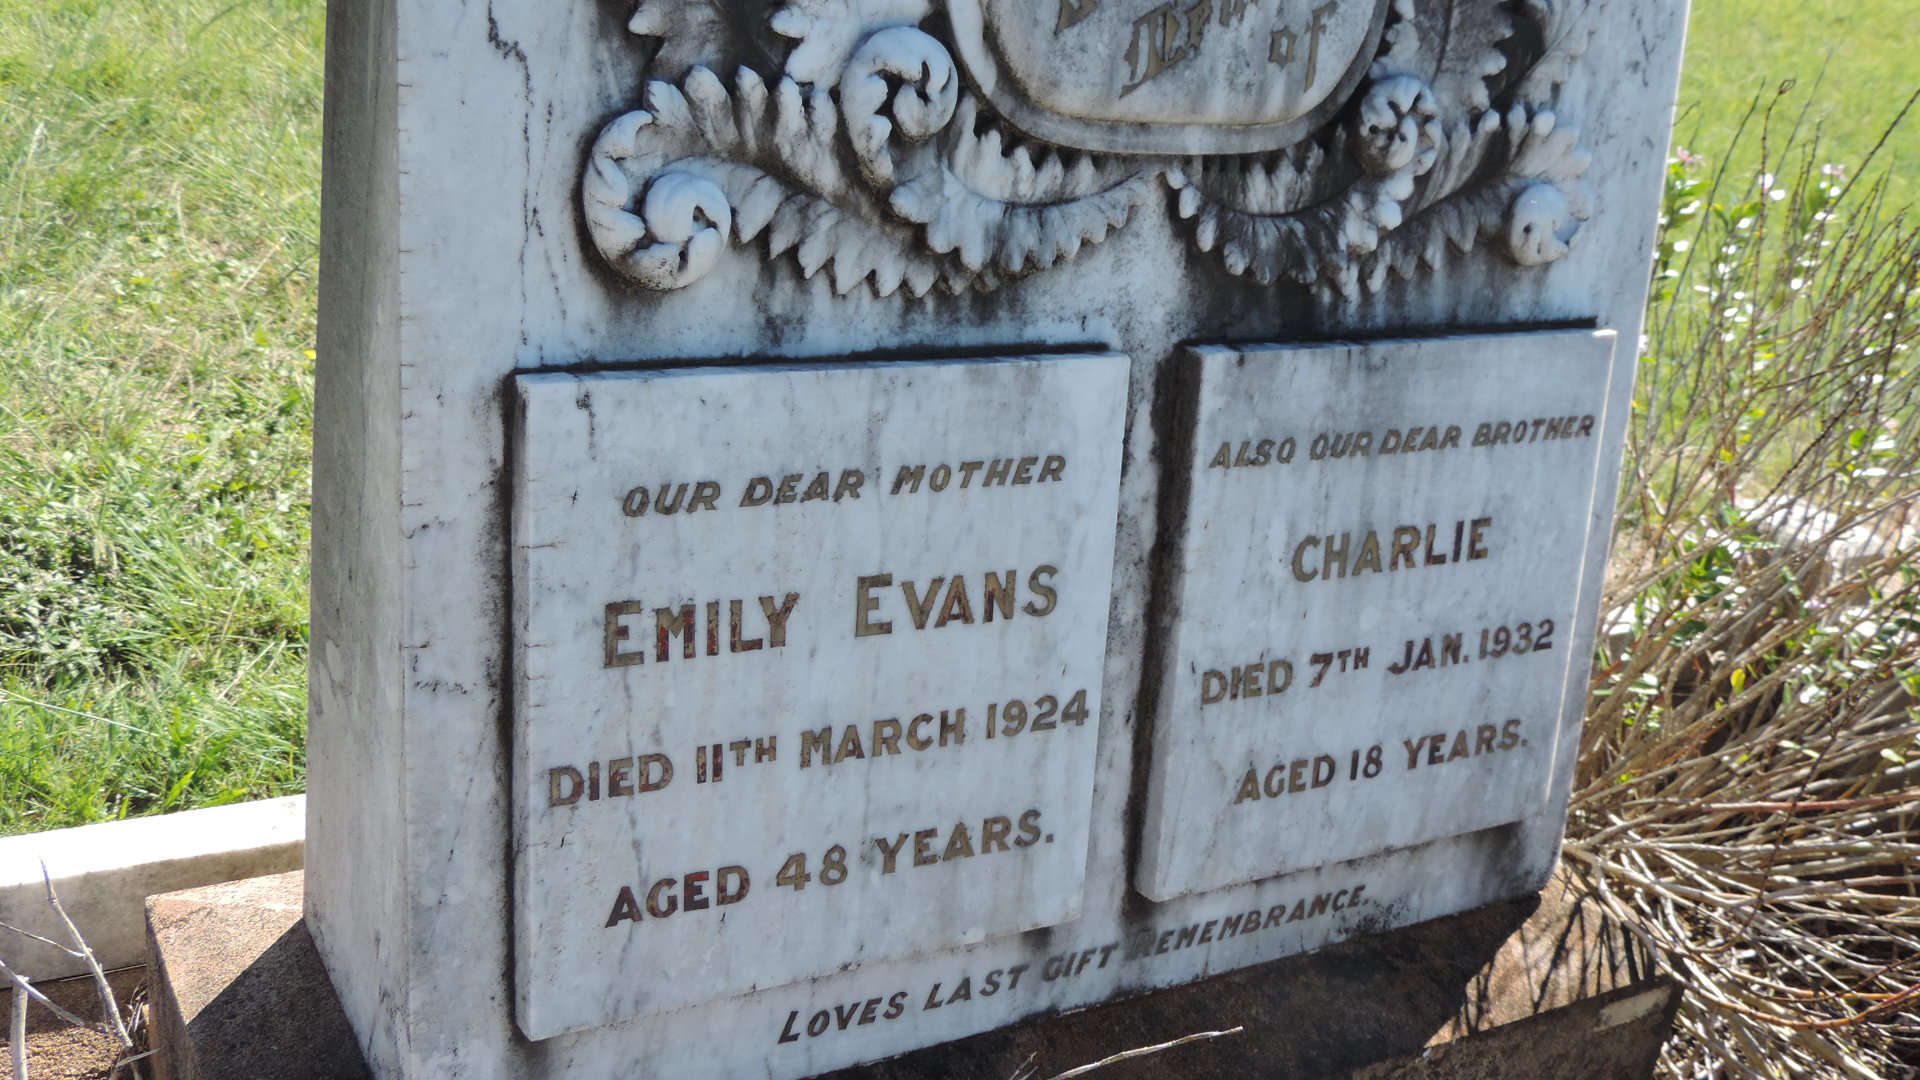 of
OUR DEAR MOTHER
EMILY EVANS
DIED 11TH MARCH 1924
AGED 48 YEARS.
ALSO OUR DEAR BROTHER
CHARLIE
DIED 7TH JAN. 1932
AGED 18 YEARS.
LOVES LAST GIFT REMEMBRANCE.